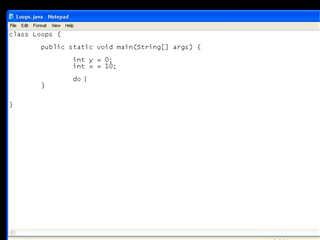 Loops.java - Notepad
File Edit Format View Help
class Loops {
public static void main(String[] args) {
int y = 0;
int x = 10;
do
}
}